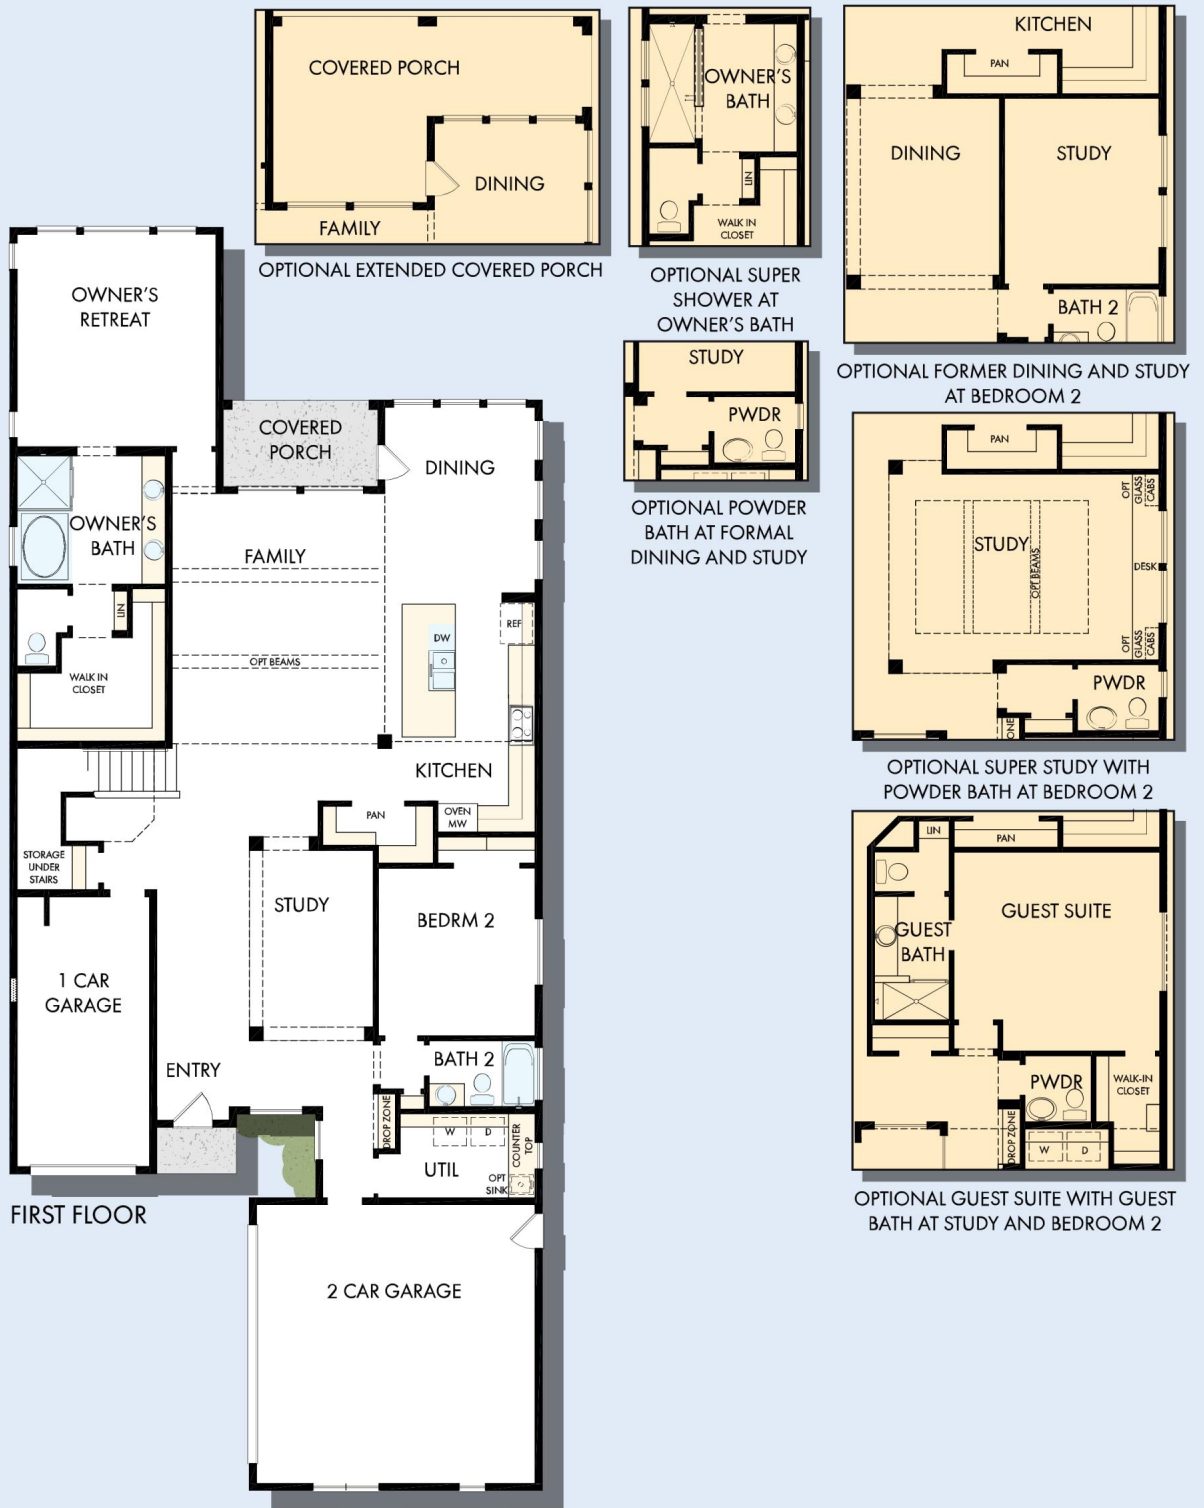 COVERED PORCH
DINING
FAMILY
OPTIONAL EXTENDED COVERED PORCH
OWNER'S
BATH
LIN
WALK IN
CLOSET
OPTIONAL SUPER
SHOWER AT
OWNER'S BATH
KITCHEN
PAN
DINING
STUDY
BATH 2
OPTIONAL FORMER DINING AND STUDY
AT BEDROOM 2
STUDY
PWDR
OPTIONAL POWDER
BATH AT FORMAL
DINING AND STUDY
PAN
OPT
GLASS
CABS
STUDY
OPT BEAMS
DESK
OPT
GLASS
CABS
PWDR
ONE
OPTIONAL SUPER STUDY WITH
POWDER BATH AT BEDROOM 2
LIN
PAN
GUEST SUITE
GUEST
BATH
PWDR
WALK-IN
CLOSET
DROP ZONE
W
D
OPTIONAL GUEST SUITE WITH GUEST
BATH AT STUDY AND BEDROOM 2
OWNER'S
RETREAT
COVERED
PORCH
DINING
OWNER'S
BATH
FAMILY
LIN
REF
DW
OPT BEAMS
WALK IN
CLOSET
KITCHEN
PAN
OVEN
MW
STORAGE
UNDER
STAIRS
STUDY
BEDRM 2
1 CAR
GARAGE
ENTRY
BATH 2
DROP ZONE
W
D
COUNTER
TOP
UTIL
OPT
SINK
FIRST FLOOR
2 CAR GARAGE